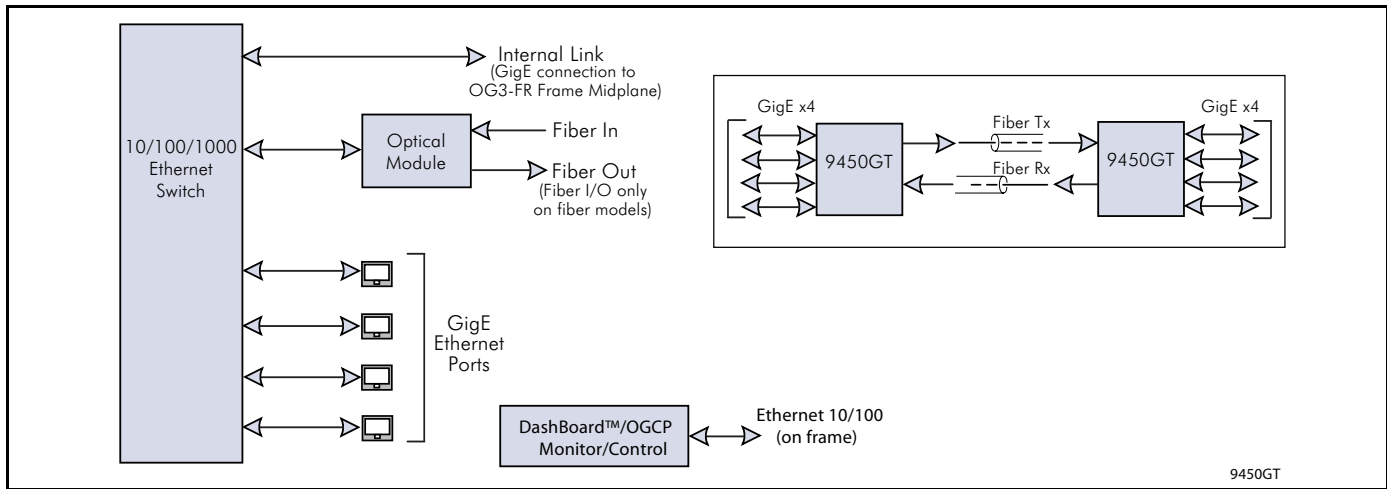 10/100/1000
Ethernet
Switch
Internal Link
(GigE connection to
OG3-FR Frame Midplane)
Optical
Module
Fiber In
Fiber Out
(Fiber I/O only
on fiber models)
GigE
Ethernet
Ports
DashBoard™/OGCP
Monitor/Control
Ethernet 10/100
(on frame)
GigE x4
9450GT
Fiber Tx
Fiber Rx
9450GT
GigE x4
9450GT